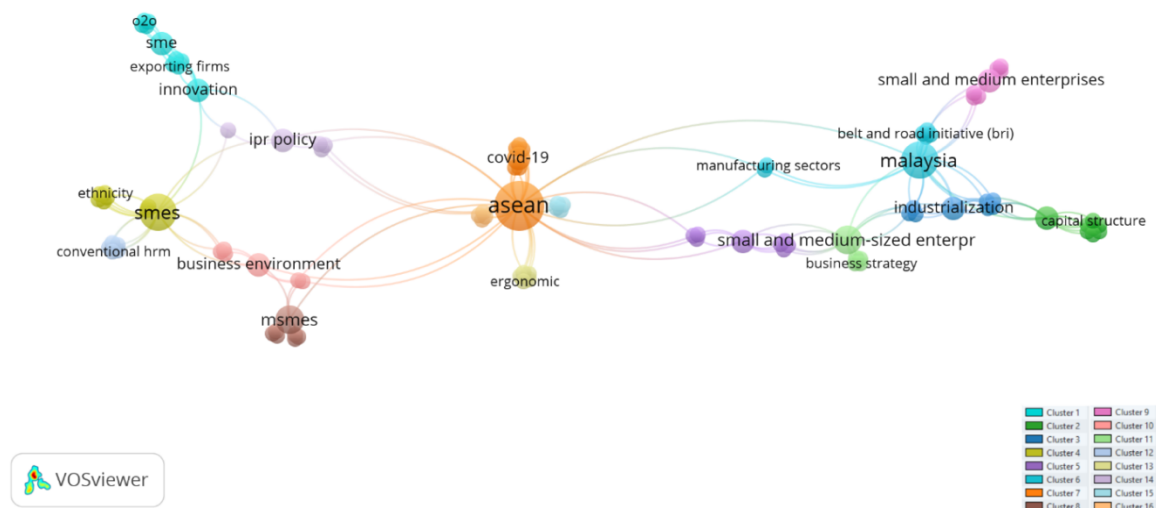 o2o
sme
exporting firms
innovation
ipr policy
ethnicity
smes
conventional hrm
business environment
msmes
covid-19
asean
ergonomic
small and medium enterprises
belt and road initiative (bri)
malaysia
manufacturing sectors
industrialization
capital structure
small and medium-sized enterpr
business strategy
Cluster 1
Cluster 2
Cluster 3
Cluster 4
Cluster 5
Cluster 6
Cluster 7
Cluster 8
Cluster 9
Cluster 10
Cluster 11
Cluster 12
Cluster 13
Cluster 14
Cluster 15
Cluster 16
VOSviewer